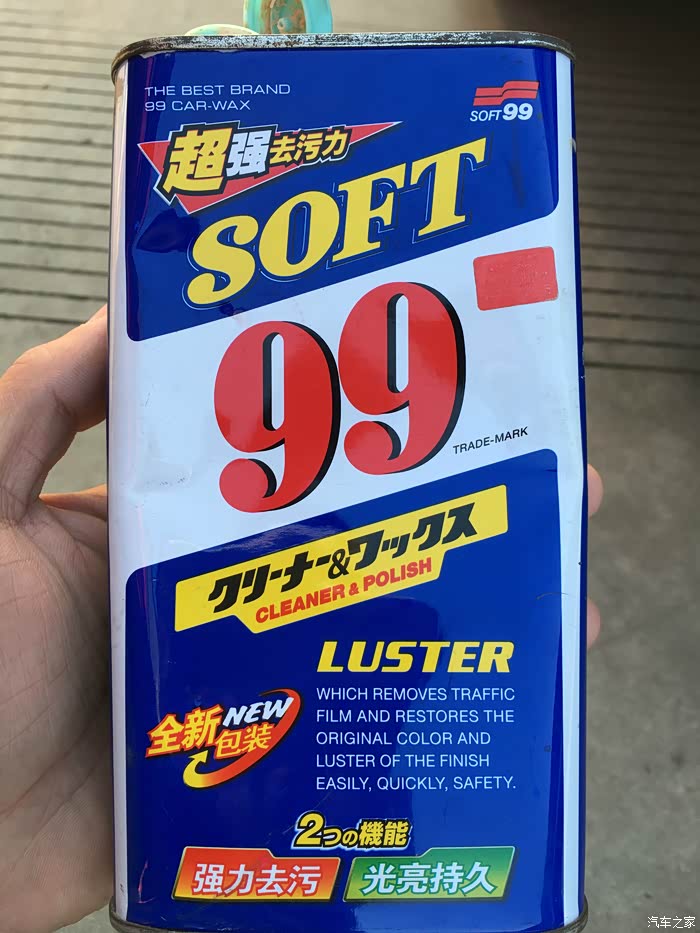 THE BEST BRAND
99 CAR-WAX
SOFT99
超强去污力
SOFT
99
TRADE-MARK
クリーナー&ワックス
CLEANER & POLISH
LUSTER
WHICH REMOVES TRAFFIC
FILM AND RESTORES THE
ORIGINAL COLOR AND
LUSTER OF THE FINISH
EASILY, QUICKLY, SAFETY.
全新NEW
包装
2つの機能
强力去污
光亮持久
汽车之家